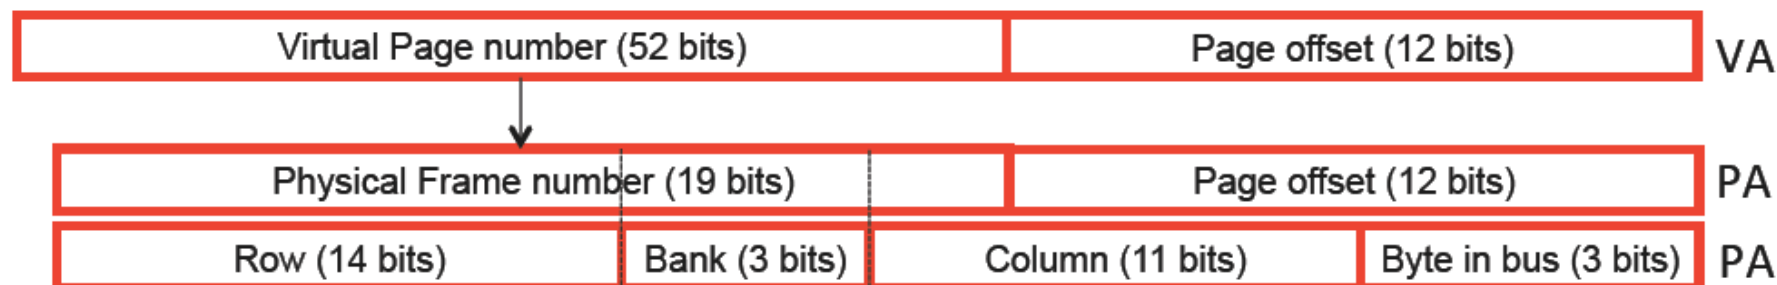 Virtual Page number (52 bits) Page offset (12 bits) VA
Physical Frame number (19 bits) Page offset (12 bits) PA
Row (14 bits) Bank (3 bits) Column (11 bits) Byte in bus (3 bits) PA